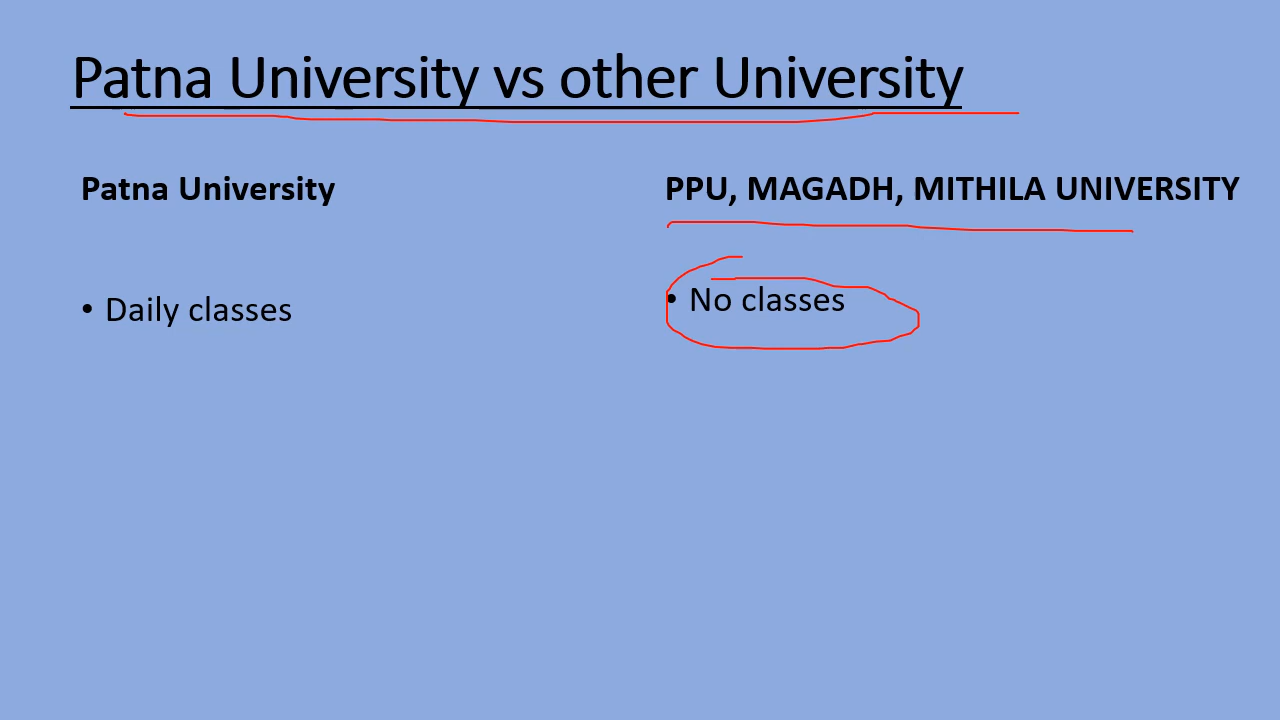 Patna University vs other University
Patna University
• Daily classes
PPU, MAGADH, MITHILA UNIVERSITY
• No classes